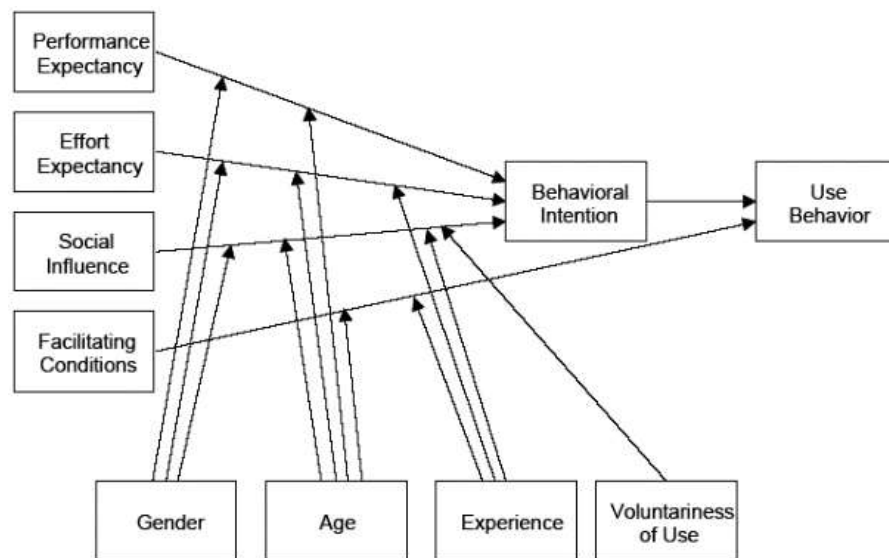 Performance
Expectancy
Effort
Expectancy
Social
Influence
Facilitating
Conditions
Behavioral
Intention
Use
Behavior
Gender
Age
Experience
Voluntariness
of Use